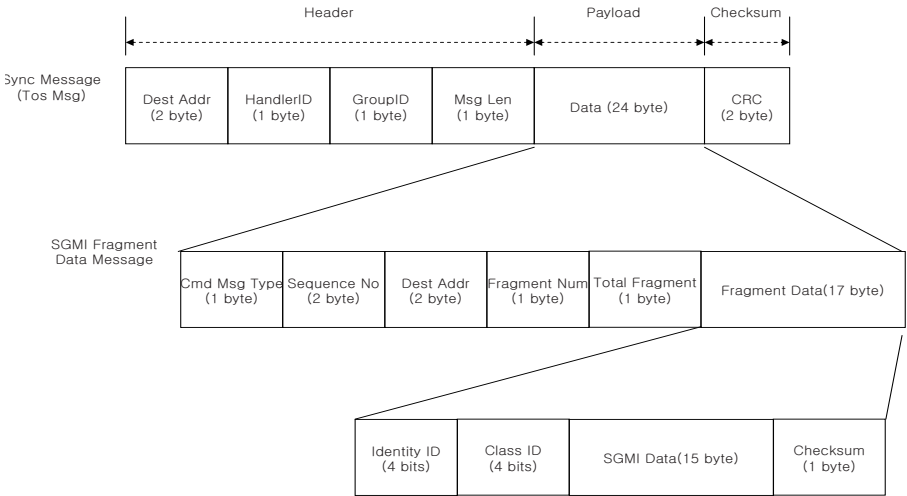 Header Payload Checksum
Sync Message
(Tos Msg)
Dest Addr
(2 byte)
HandlerID
(1 byte)
GroupID
(1 byte)
Msg Len
(1 byte)
Data (24 byte)
CRC
(2 byte)
SGMI Fragment
Data Message
Cmd Msg Type
(1 byte)
Sequence No
(2 byte)
Dest Addr
(2 byte)
Fragment Num
(1 byte)
Total Fragment
(1 byte)
Fragment Data(17 byte)
Identity ID
(4 bits)
Class ID
(4 bits)
SGMI Data(15 byte)
Checksum
(1 byte)